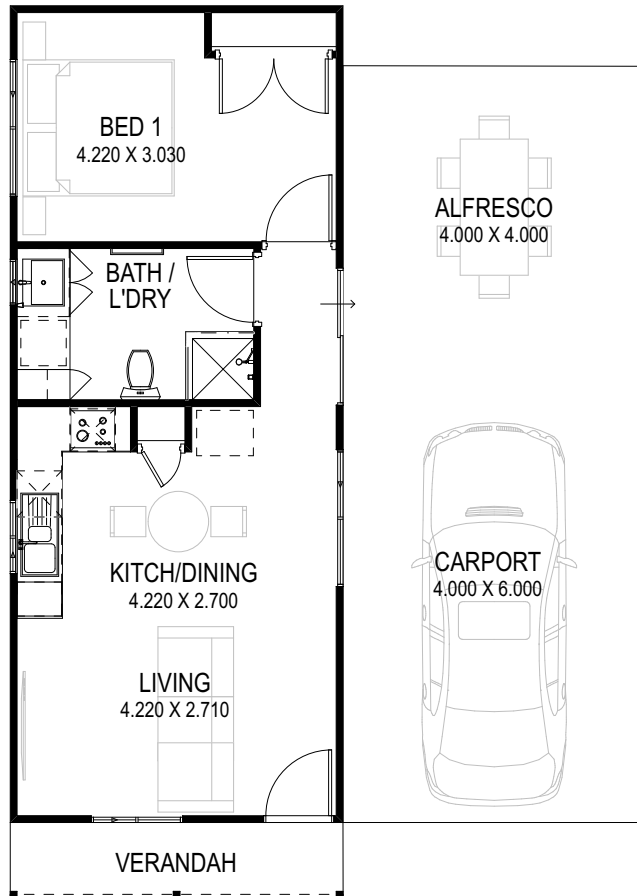 BED 1
4.220 X 3.030
ALFRESCO
4.000 X 4.000
BATH /
L'DRY
KITCH/DINING
4.220 X 2.700
CARPORT
4.000 X 6.000
LIVING
4.220 X 2.710
VERANDAH